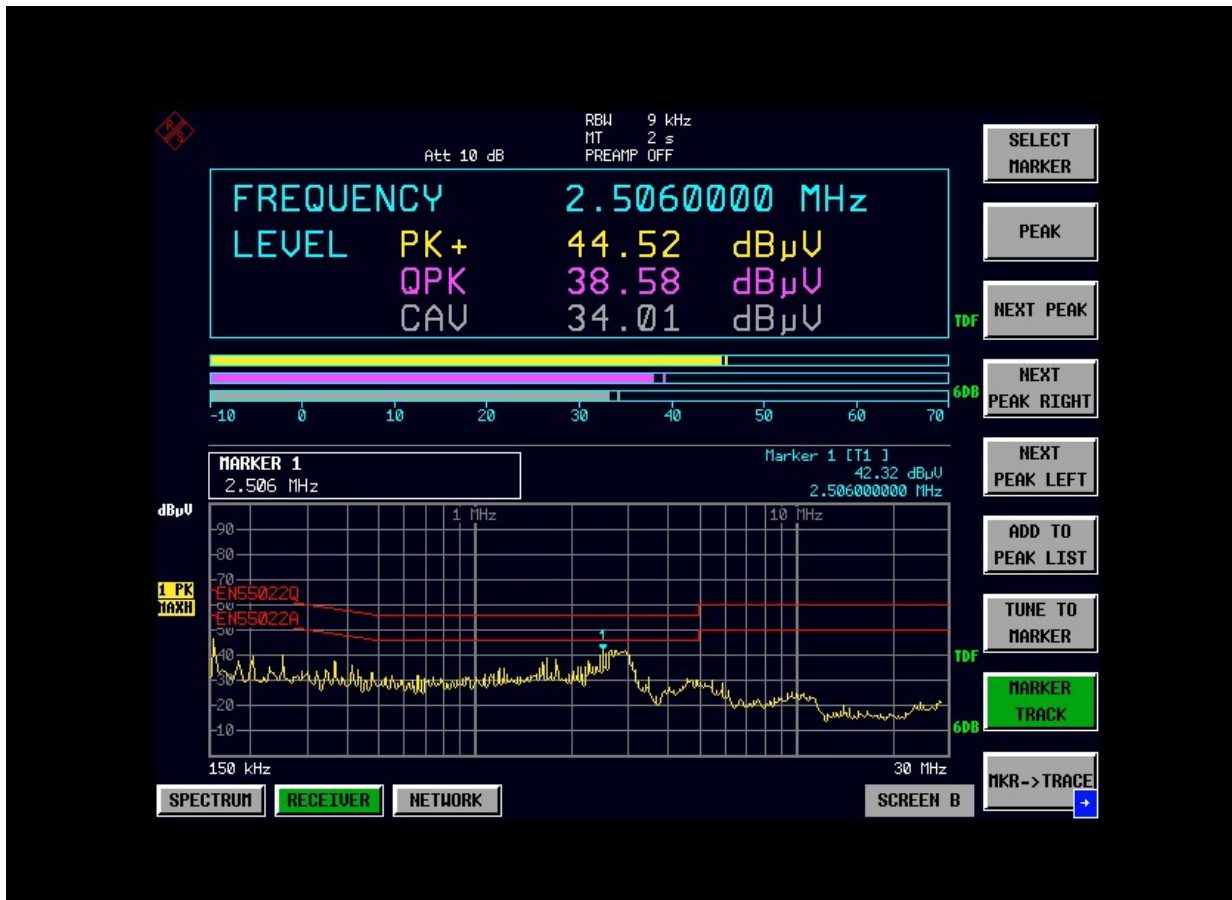 R
S
RBW 9 kHz
MT 2 s
Att 10 dB PREAMP OFF
FREQUENCY 2.5060000 MHz
LEVEL PK+ 44.52 dBµV
QPK 38.58 dBµV
CAV 34.01 dBµV
TDF
6DB
-10 0 10 20 30 40 50 60 70
MARKER 1
2.506 MHz
Marker 1 [T1 ]
42.32 dBµV
2.506000000 MHz
dBµV
1 MHz 10 MHz
90
80
70
1 PK
MAXH
EN55022Q
60
EN55022A
50
1
40
TDF
30
20
10
6DB
150 kHz 30 MHz
SPECTRUM RECEIVER NETWORK SCREEN B
SELECT
MARKER
PEAK
NEXT PEAK
NEXT
PEAK RIGHT
NEXT
PEAK LEFT
ADD TO
PEAK LIST
TUNE TO
MARKER
MARKER
TRACK
MKR->TRACE